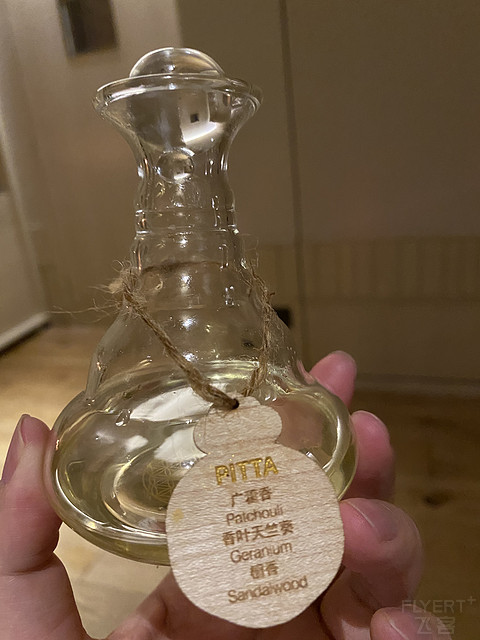 PITTA
广藿香
Patchouli
香叶天竺葵
Geranium
檀香
Sandalwood
FLYERT+
飞客